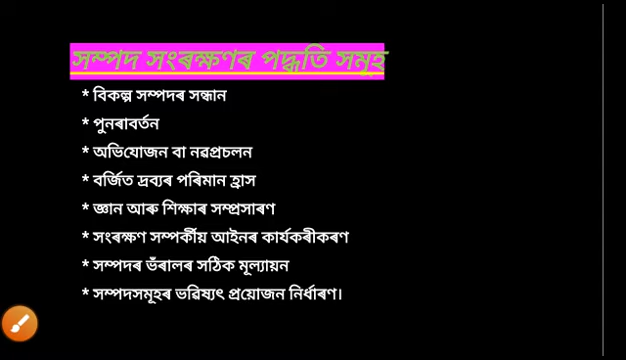 সম্পদ সংৰক্ষণৰ পদ্ধতি সমূহ
* বিকল্প সম্পদৰ সন্ধান
* পুনৰাবৰ্তন
* অভিযোজন বা নৱপ্ৰচলন
* বৰ্জিত দ্ৰব্যৰ পৰিমান হ্ৰাস
* জ্ঞান আৰু শিক্ষাৰ সম্প্ৰসাৰণ
* সংৰক্ষণ সম্পৰ্কীয় আইনৰ কাৰ্যকৰীকৰণ
* সম্পদৰ ভঁৰালৰ সঠিক মূল্যায়ন
* সম্পদসমূহৰ ভৱিষ্যৎ প্ৰয়োজন নিৰ্ধাৰণ।